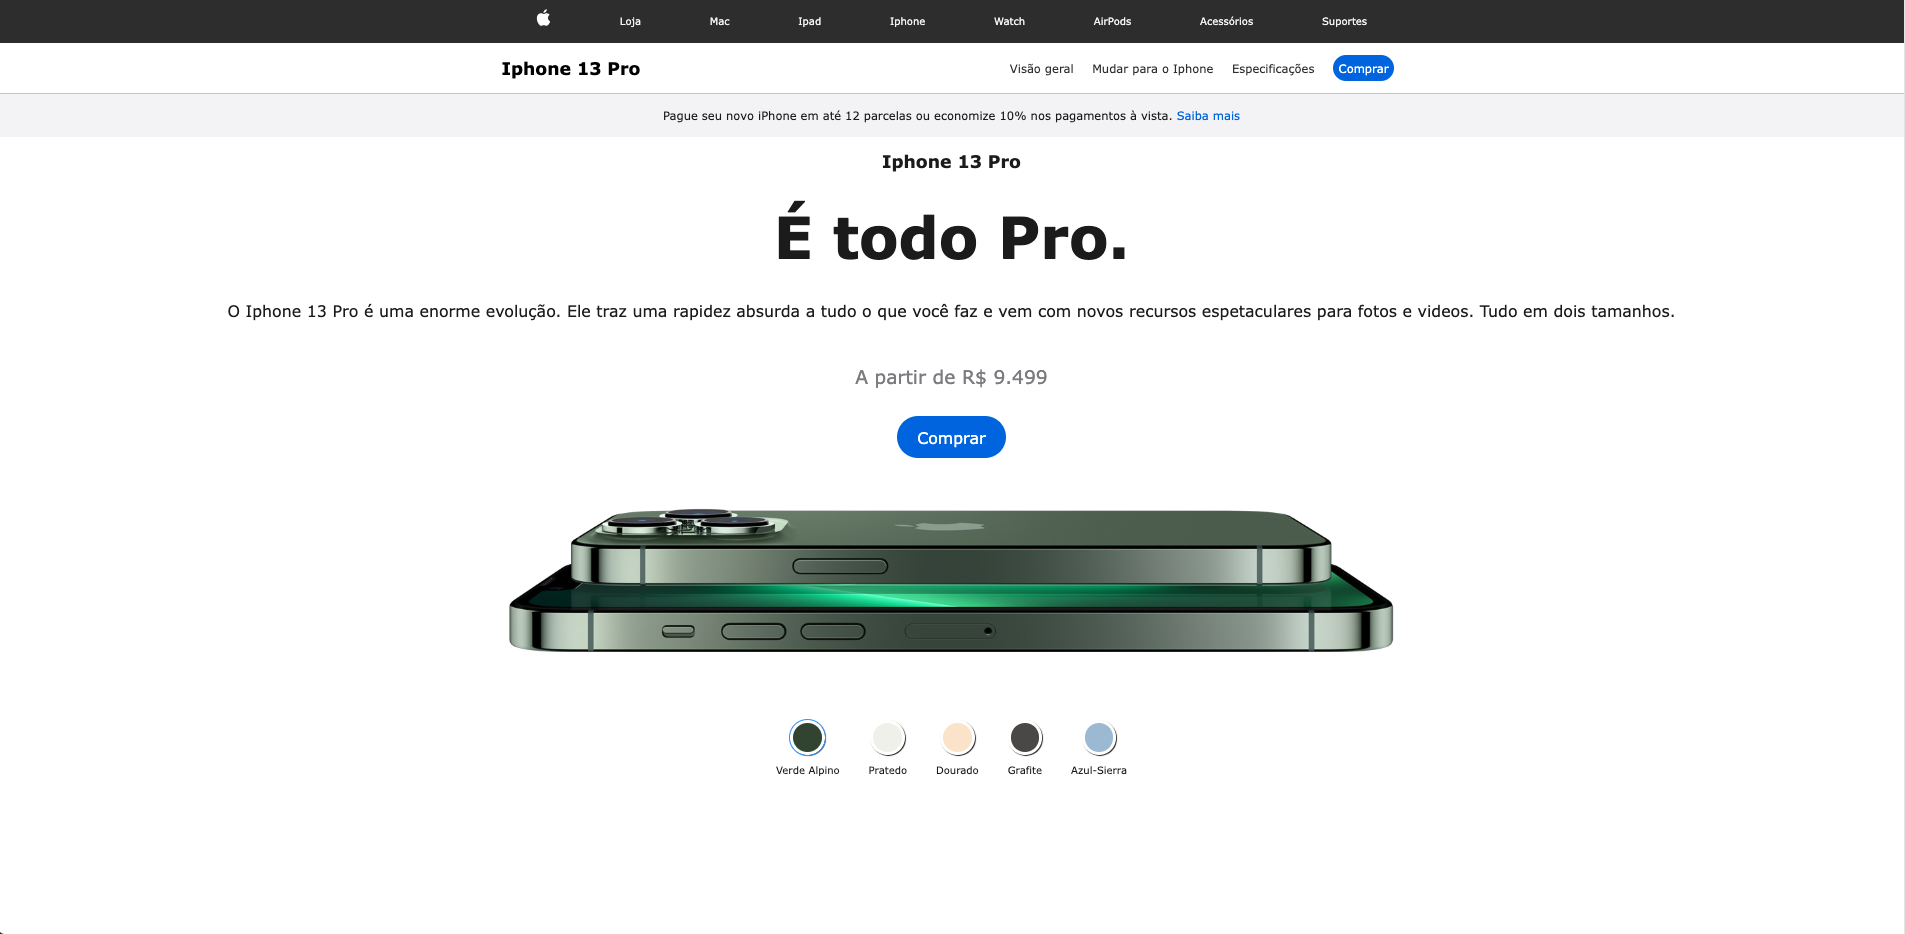 Loja Mac Ipad Iphone Watch AirPods Acessórios Suportes
Iphone 13 Pro Visão geral Mudar para o Iphone Especificações Comprar
Pague seu novo iPhone em até 12 parcelas ou economize 10% nos pagamentos à vista. Saiba mais
Iphone 13 Pro
É todo Pro.
O Iphone 13 Pro é uma enorme evolução. Ele traz uma rapidez absurda a tudo o que você faz e vem com novos recursos espetaculares para fotos e videos. Tudo em dois tamanhos.
A partir de R$ 9.499
Comprar
Verde Alpino Pratedo Dourado Grafite Azul-Sierra